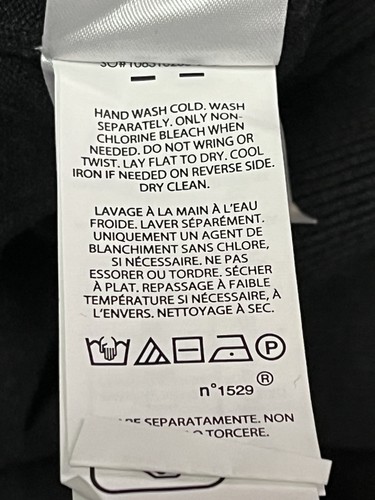 HAND WASH COLD. WASH
SEPARATELY. ONLY NON-
CHLORINE BLEACH WHEN
NEEDED. DO NOT WRING OR
TWIST. LAY FLAT TO DRY. COOL
IRON IF NEEDED ON REVERSE SIDE.
DRY CLEAN.
LAVAGE À LA MAIN À L'EAU
FROIDE. LAVER SÉPARÉMENT.
UNIQUEMENT UN AGENT DE
BLANCHIMENT SANS CHLORE,
SI NÉCESSAIRE. NE PAS
ESSORER OU TORDRE. SÉCHER
À PLAT. REPASSAGE À FAIBLE
TEMPÉRATURE SI NÉCESSAIRE, À
L'ENVERS. NETTOYAGE À SEC.
P
n°1529 ®
SEPARATAMENTE. NON
TORCERE.